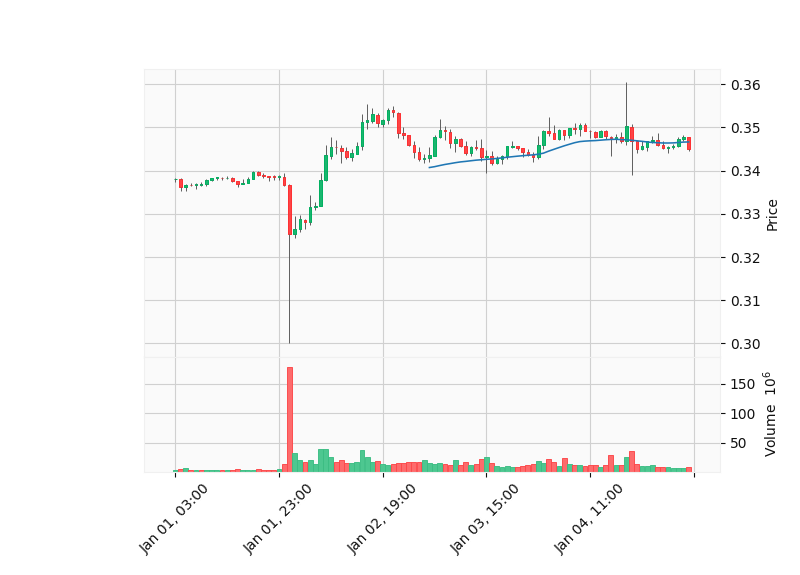 0.36
0.35
0.34
0.33
0.32
0.31
0.30
Price
150
100
50
Volume 10^6
Jan 01, 03:00
Jan 01, 23:00
Jan 02, 19:00
Jan 03, 15:00
Jan 04, 11:00